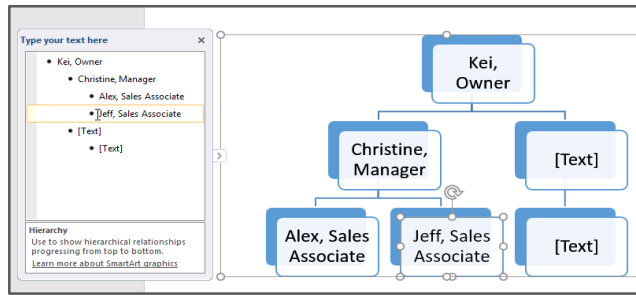 Type your text here
Kei, Owner
Christine, Manager
Alex, Sales Associate
Jeff, Sales Associate
[Text]
[Text]
Hierarchy
Use to show hierarchical relationships
progressing from top to bottom.
Learn more about SmartArt graphics
Kei,
Owner
Christine,
Manager
[Text]
Alex, Sales
Associate
Jeff, Sales
Associate
[Text]